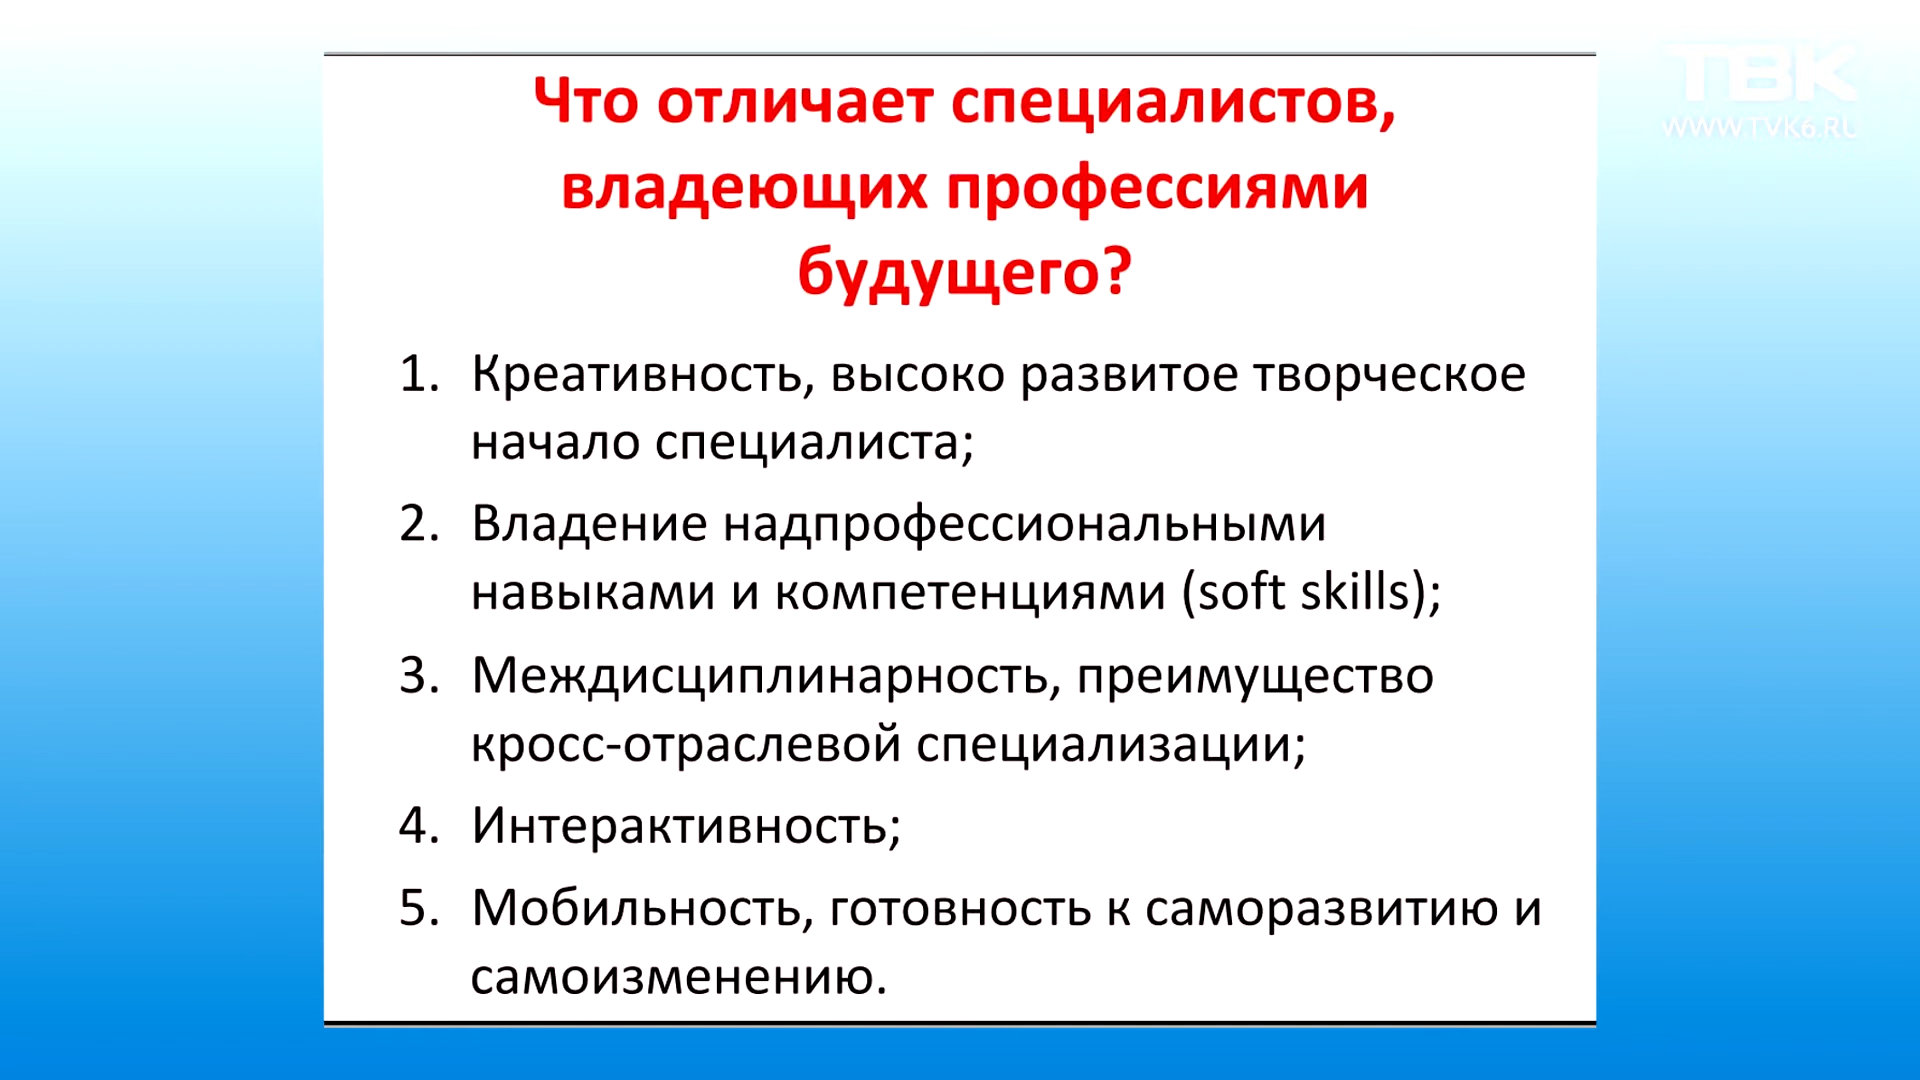 ТВК
WWW.TVK6.RU
Что отличает специалистов,
владеющих профессиями
будущего?
1. Креативность, высоко развитое творческое
начало специалиста;
2. Владение надпрофессиональными
навыками и компетенциями (soft skills);
3. Междисциплинарность, преимущество
кросс-отраслевой специализации;
4. Интерактивность;
5. Мобильность, готовность к саморазвитию и
самоизменению.